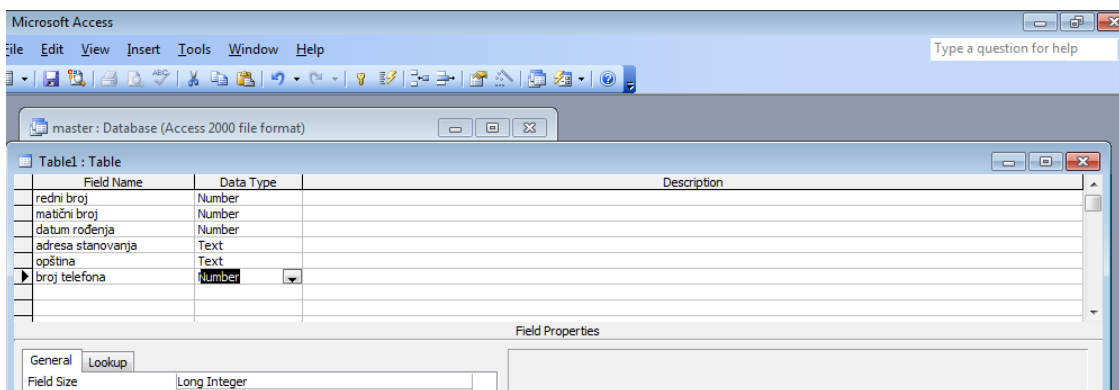 Microsoft Access
File Edit View Insert Tools Window Help
Type a question for help
master : Database (Access 2000 file format)
Table1 : Table
Field Name Data Type Description
redni broj Number
matični broj Number
datum rođenja Number
adresa stanovanja Text
opština Text
broj telefona Number
Field Properties
General Lookup
Field Size Long Integer